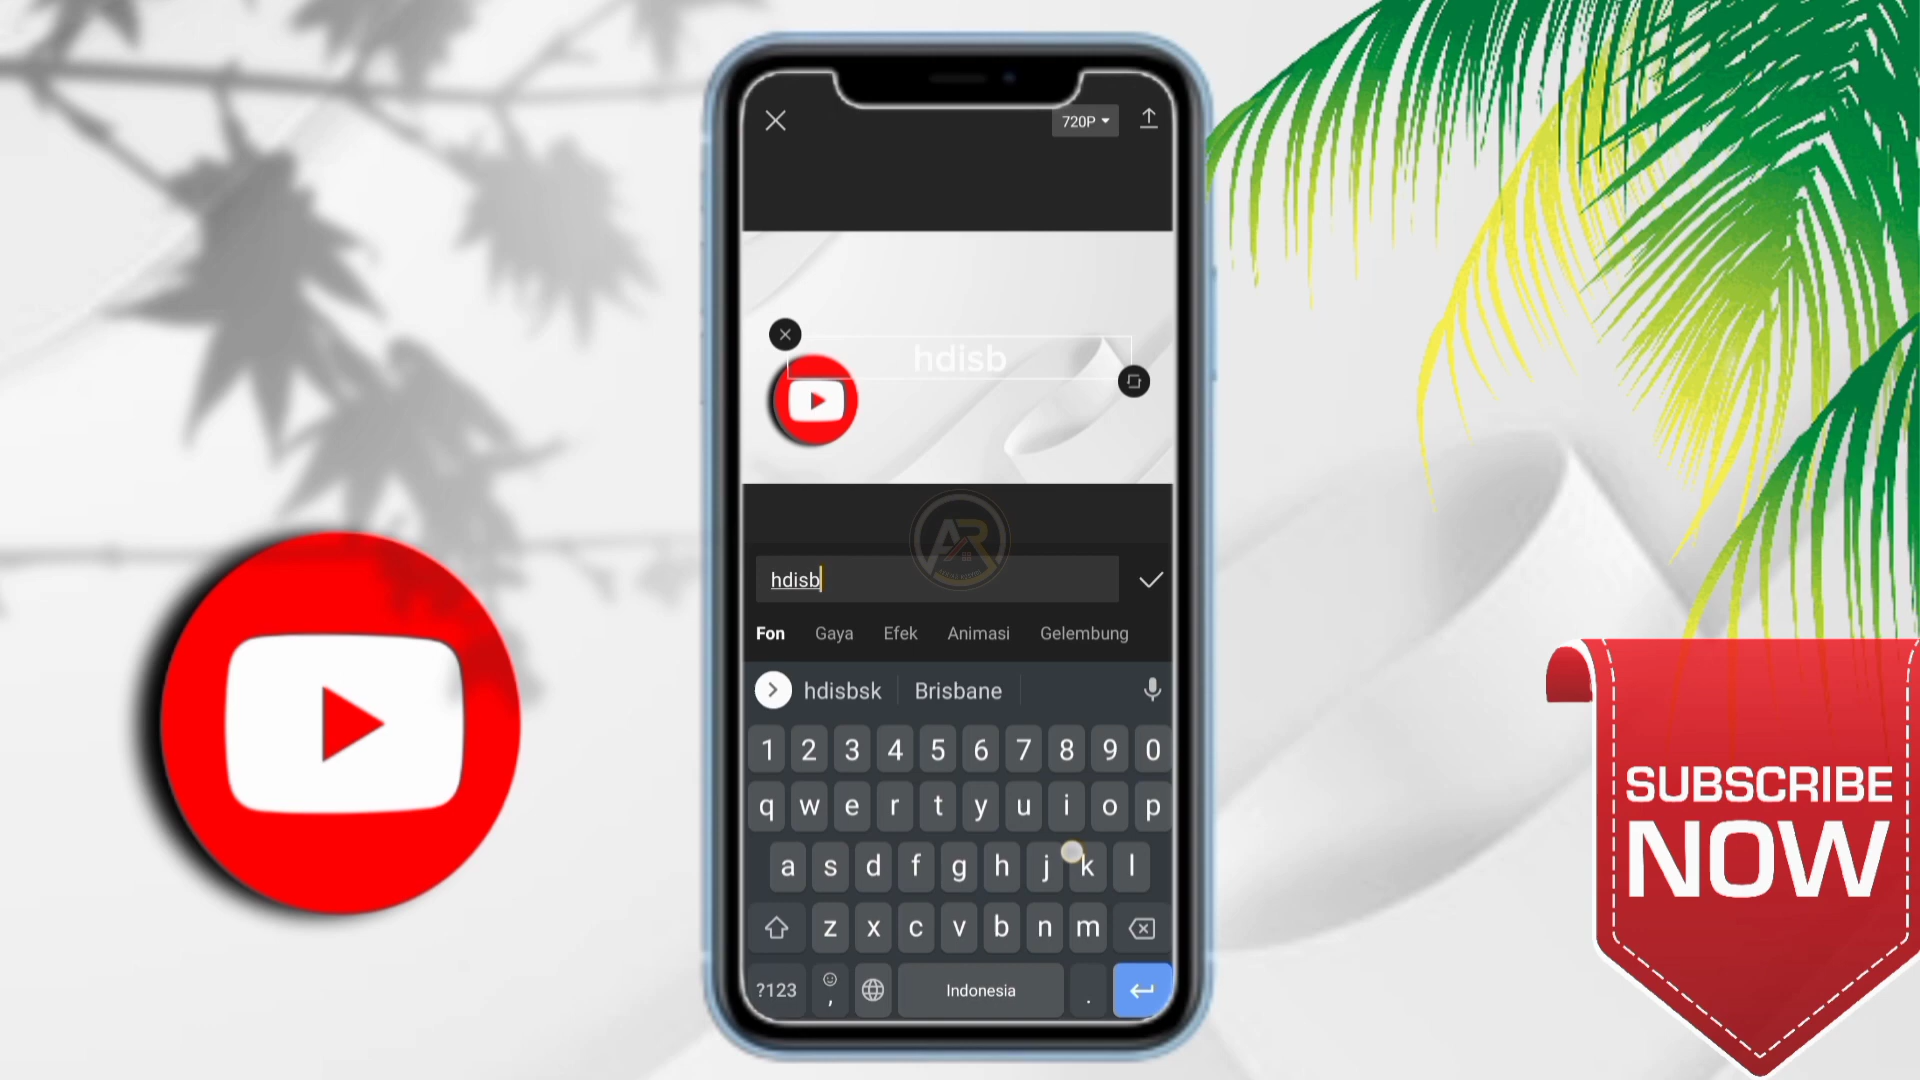 720P
hdisb
AR
hdisb
Fon Gaya Efek Animasi Gelembung
hdisbsk Brisbane
1 2 3 4 5 6 7 8 9 0
q w e r t y u i o p
a s d f g h j k l
z x c v b n m
?123 , Indonesia .
SUBSCRIBE
NOW